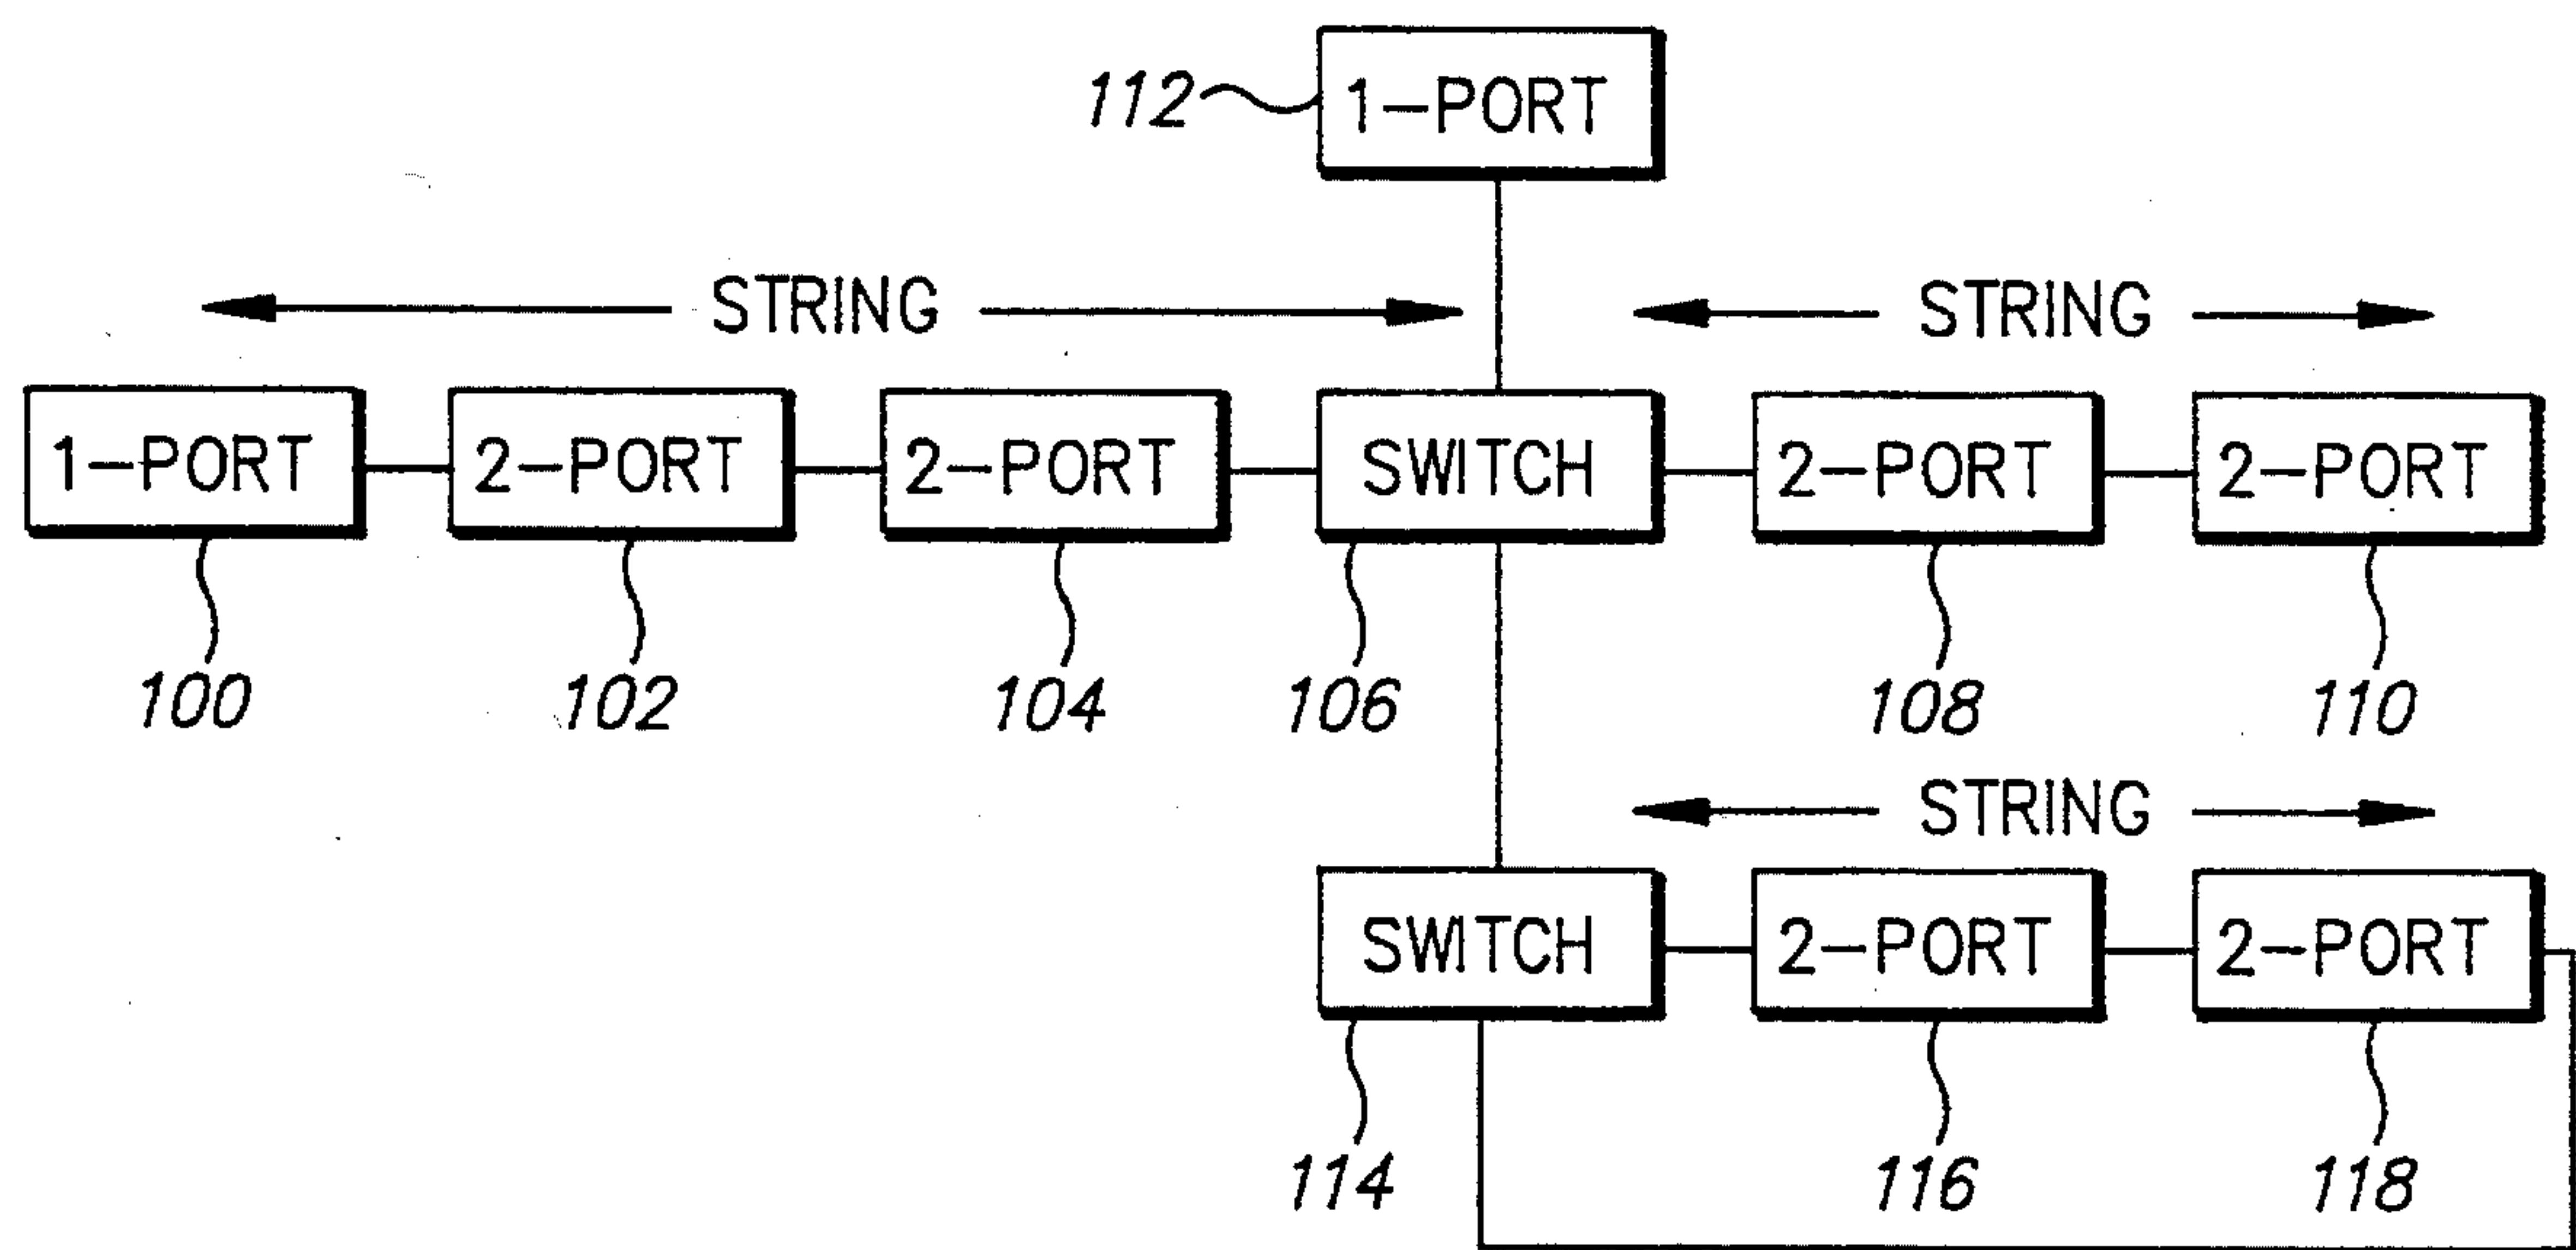 112
1-PORT
STRING
STRING
1-PORT
2-PORT
2-PORT
SWITCH
2-PORT
2-PORT
100
102
104
106
108
110
STRING
SWITCH
2-PORT
2-PORT
114
116
118